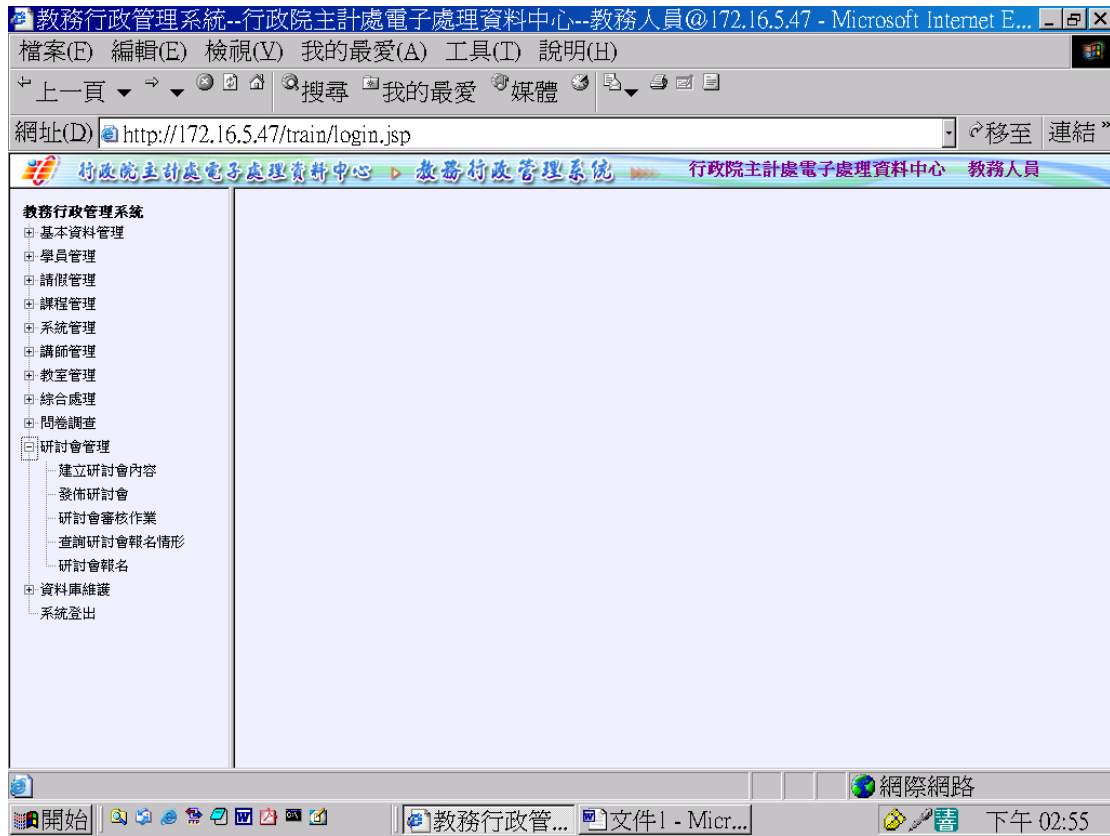 教務行政管理系統--行政院主計處電子處理資料中心--教務人員@172.16.5.47 - Microsoft Internet E...
檔案(F) 編輯(E) 檢視(V) 我的最愛(A) 工具(T) 說明(H)
上一頁 搜尋 我的最愛 媒體
網址(D) http://172.16.5.47/train/login.jsp 移至 連結 »
行政院主計處電子處理資料中心 教務行政管理系統 行政院主計處電子處理資料中心 教務人員
教務行政管理系統
基本資料管理
學員管理
請假管理
課程管理
系統管理
講師管理
教室管理
綜合處理
問卷調查
研討會管理
建立研討會內容
發佈研討會
研討會審核作業
查詢研討會報名情形
研討會報名
資料庫維護
系統登出
網際網路
開始 教務行政管... 文件1 - Micr... 下午 02:55